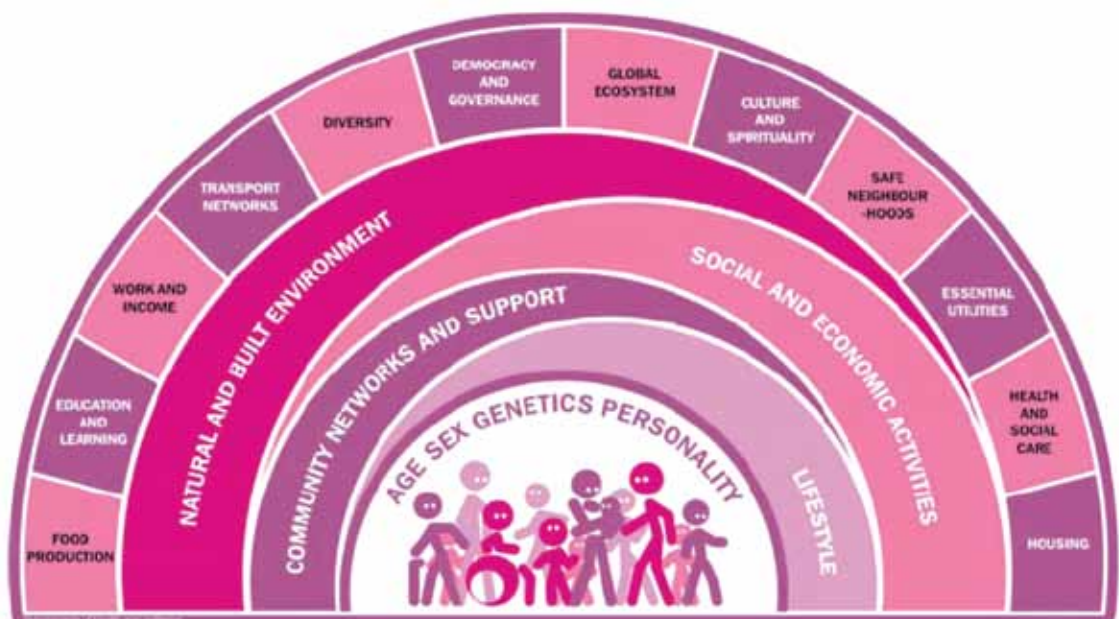 FOOD
PRODUCTION
EDUCATION
AND
LEARNING
WORK AND
INCOME
TRANSPORT
NETWORKS
DIVERSITY
DEMOCRACY
AND
GOVERNANCE
GLOBAL
ECOSYSTEM
CULTURE
AND
SPIRITUALITY
SAFE
NEIGHBOUR
-HOODS
ESSENTIAL
UTILITIES
HEALTH
AND
SOCIAL
CARE
HOUSING
NATURAL AND BUILT ENVIRONMENT
SOCIAL AND ECONOMIC ACTIVITIES
COMMUNITY NETWORKS AND SUPPORT
LIFESTYLE
AGE SEX GENETICS PERSONALITY